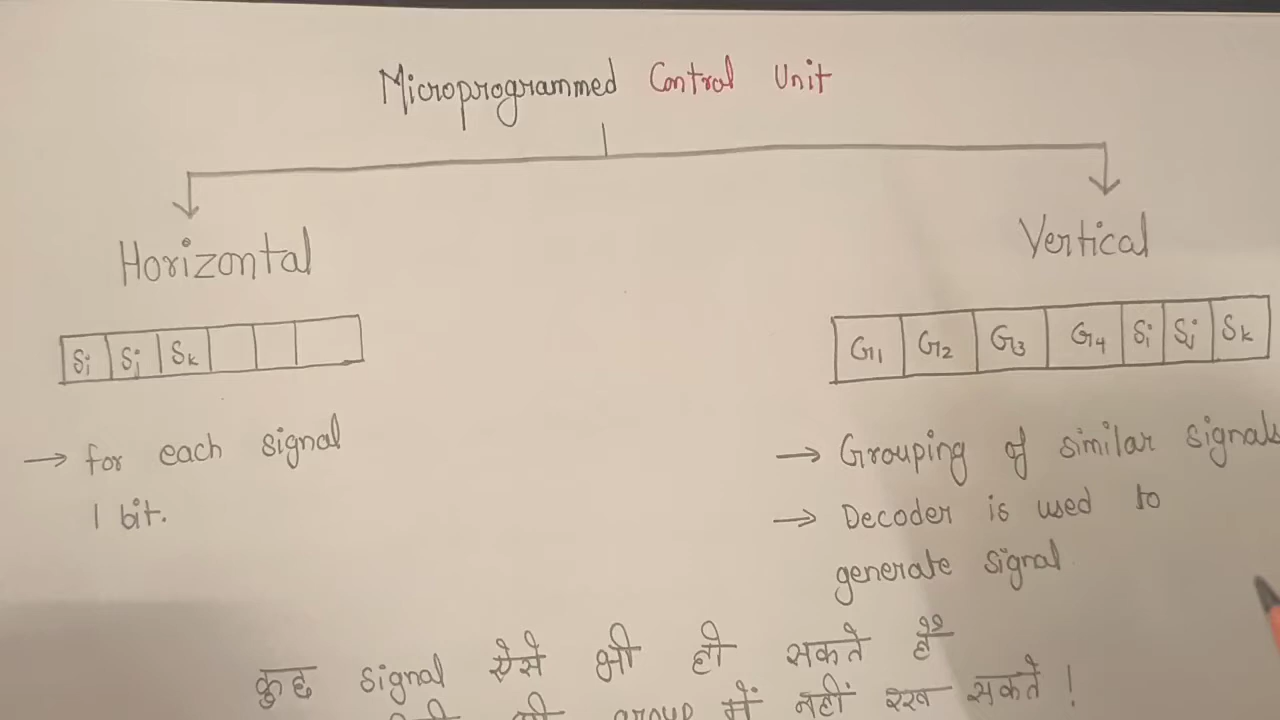 Microprogrammed Control Unit
Horizontal
Vertical
Si Sj Sk
G1 G2 G3 G4 Si Sj Sk
→ for each signal
1 bit.
→ Grouping of similar signals
→ Decoder is used to
generate signal
कुछ signal ऐसे भी हो सकते हैं
group में नहीं रख सकते !